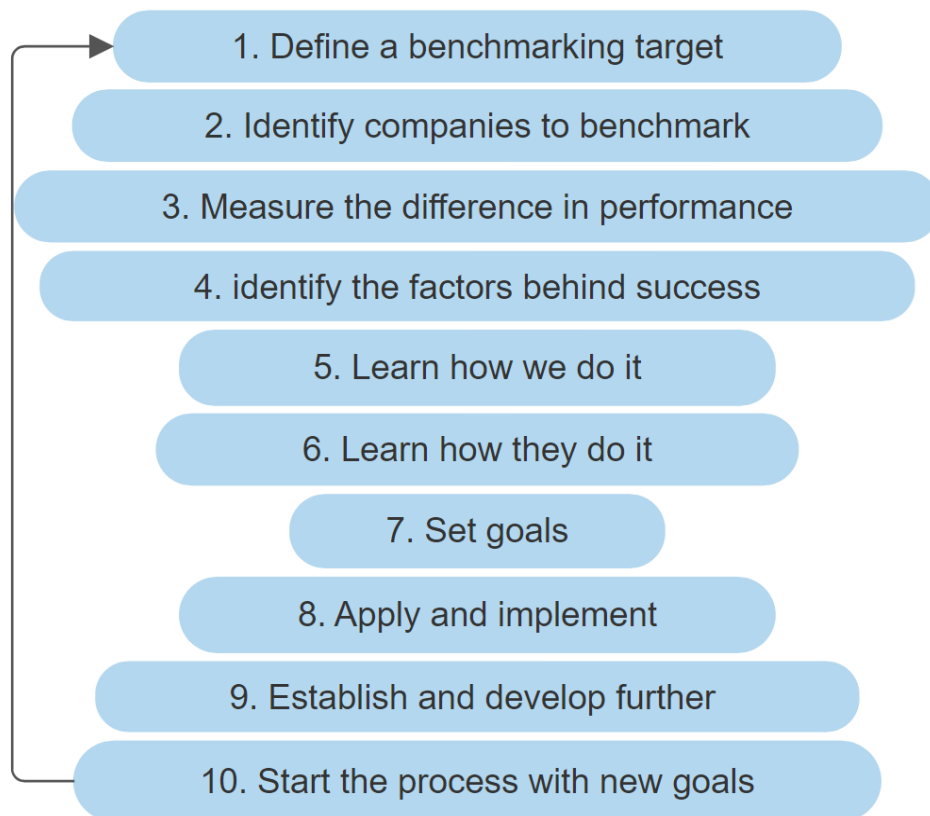 1. Define a benchmarking target
2. Identify companies to benchmark
3. Measure the difference in performance
4. identify the factors behind success
5. Learn how we do it
6. Learn how they do it
7. Set goals
8. Apply and implement
9. Establish and develop further
10. Start the process with new goals